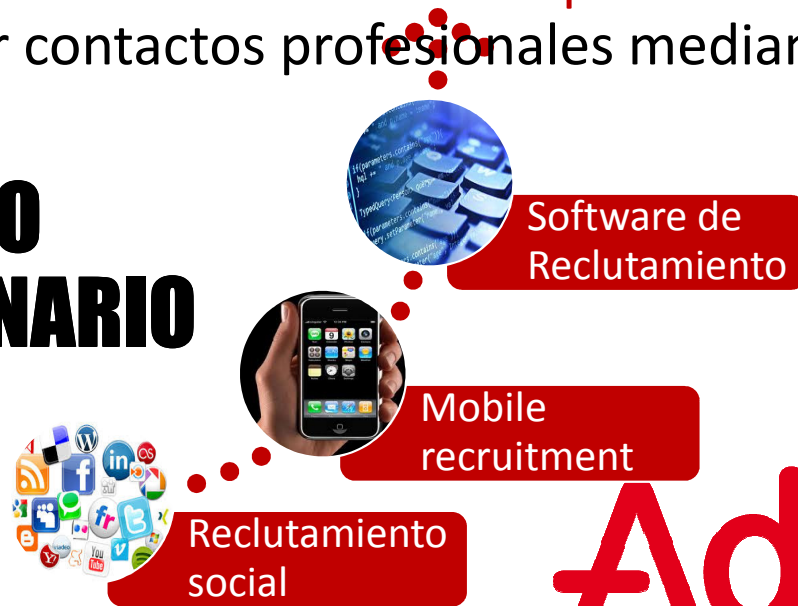 r contactos profesionales median
O
NARIO
Software de
Reclutamiento
Mobile
recruitment
Reclutamiento
social
Ad